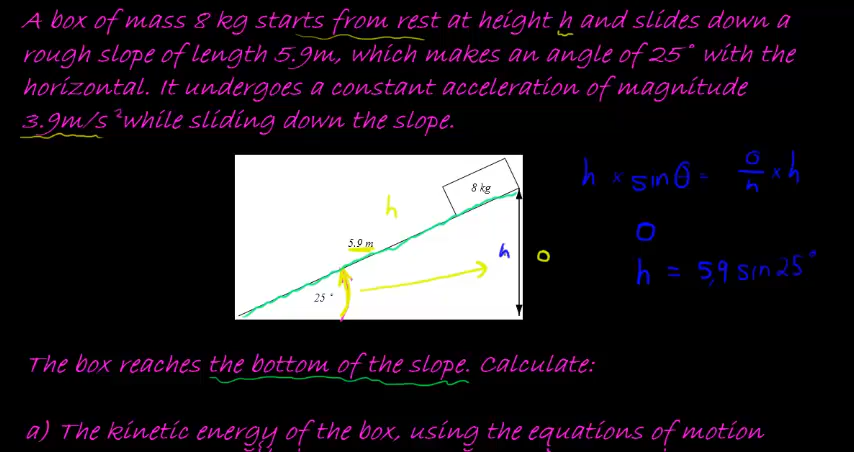 A box of mass 8 kg starts from rest at height h and slides down a
rough slope of length 5.9m, which makes an angle of 25° with the
horizontal. It undergoes a constant acceleration of magnitude
3.9m/s² while sliding down the slope.
8 kg
h × sinθ = o/h × h
h
5.9 m
h
o
o
h = 5,9 sin 25°
25°
The box reaches the bottom of the slope. Calculate:
a) The kinetic energy of the box, using the equations of motion